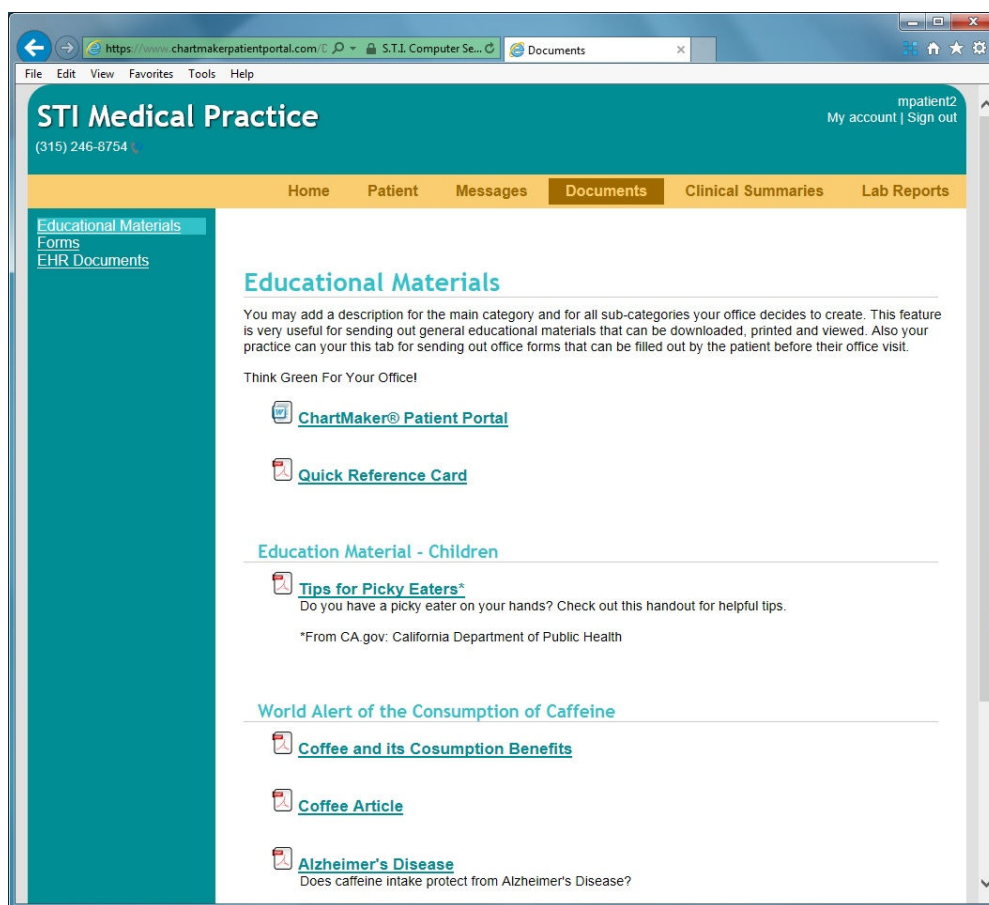 https://www.chartmakerpatientportal.com/
S.T.I. Computer Se...
Documents
File Edit View Favorites Tools Help
STI Medical Practice
(315) 246-8754
mpatient2
My account | Sign out
Home Patient Messages Documents Clinical Summaries Lab Reports
Educational Materials
Forms
EHR Documents
Educational Materials
You may add a description for the main category and for all sub-categories your office decides to create. This feature
is very useful for sending out general educational materials that can be downloaded, printed and viewed. Also your
practice can your this tab for sending out office forms that can be filled out by the patient before their office visit.
Think Green For Your Office!
ChartMaker® Patient Portal
Quick Reference Card
Education Material - Children
Tips for Picky Eaters*
Do you have a picky eater on your hands? Check out this handout for helpful tips.
*From CA.gov: California Department of Public Health
World Alert of the Consumption of Caffeine
Coffee and its Cosumption Benefits
Coffee Article
Alzheimer's Disease
Does caffeine intake protect from Alzheimer's Disease?